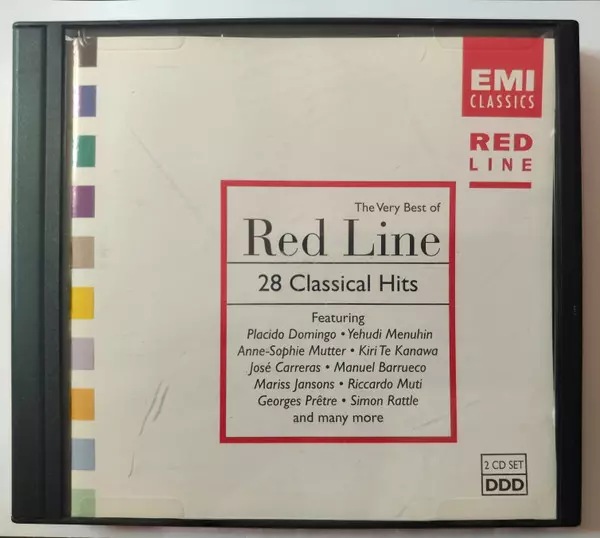 EMI
CLASSICS
RED
LINE
The Very Best of
Red Line
28 Classical Hits
Featuring
Placido Domingo • Yehudi Menuhin
Anne-Sophie Mutter • Kiri Te Kanawa
José Carreras • Manuel Barrueco
Mariss Jansons • Riccardo Muti
Georges Prêtre • Simon Rattle
and many more
2 CD SET
DDD